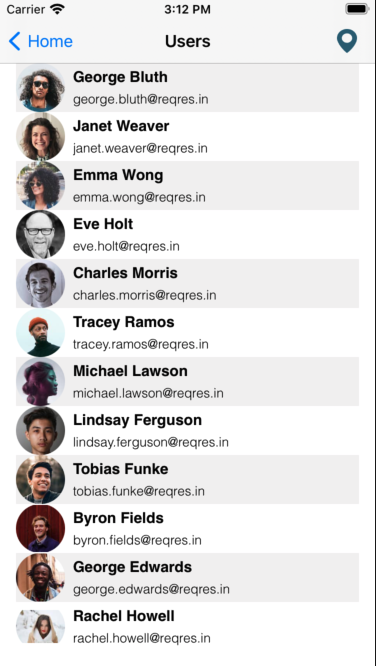 Carrier 3:12 PM
Home Users
George Bluth
george.bluth@reqres.in
Janet Weaver
janet.weaver@reqres.in
Emma Wong
emma.wong@reqres.in
Eve Holt
eve.holt@reqres.in
Charles Morris
charles.morris@reqres.in
Tracey Ramos
tracey.ramos@reqres.in
Michael Lawson
michael.lawson@reqres.in
Lindsay Ferguson
lindsay.ferguson@reqres.in
Tobias Funke
tobias.funke@reqres.in
Byron Fields
byron.fields@reqres.in
George Edwards
george.edwards@reqres.in
Rachel Howell
rachel.howell@reqres.in